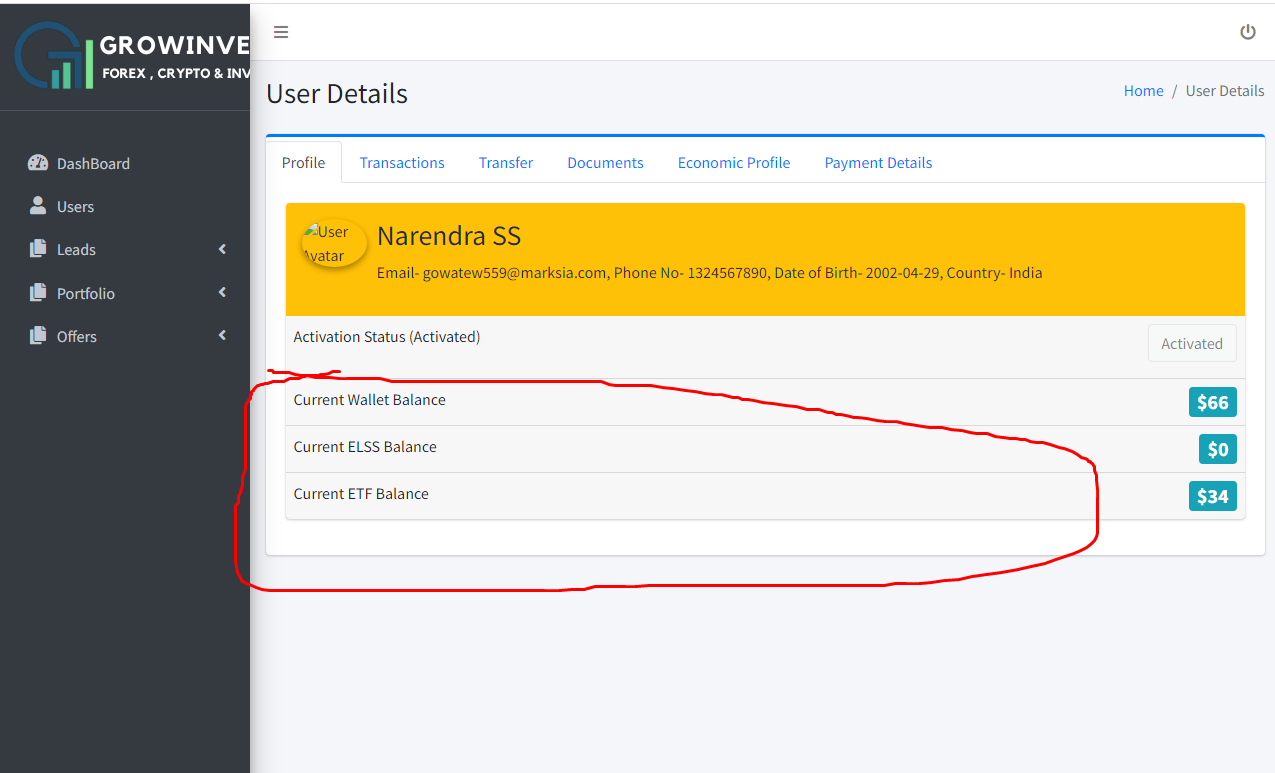 GROWINVE
FOREX , CRYPTO & INV
DashBoard
Users
Leads
Portfolio
Offers
User Details
Home / User Details
Profile Transactions Transfer Documents Economic Profile Payment Details
User
Avatar
Narendra SS
Email- gowatew559@marksia.com, Phone No- 1324567890, Date of Birth- 2002-04-29, Country- India
Activation Status (Activated) Activated
Current Wallet Balance $66
Current ELSS Balance $0
Current ETF Balance $34